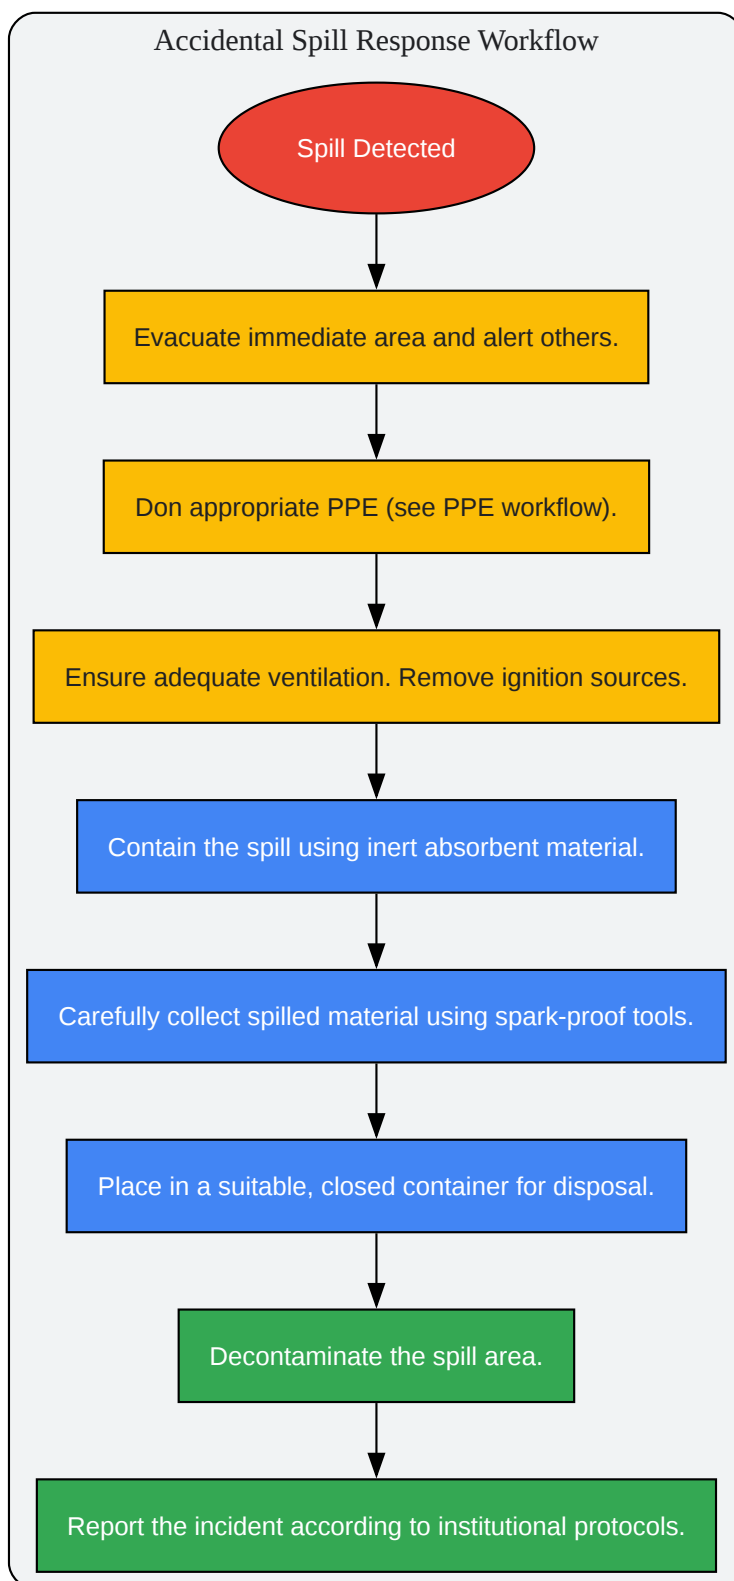 Accidental Spill Response Workflow
Spill Detected
Evacuate immediate area and alert others.
Don appropriate PPE (see PPE workflow).
Ensure adequate ventilation. Remove ignition sources.
Contain the spill using inert absorbent material.
Carefully collect spilled material using spark-proof tools.
Place in a suitable, closed container for disposal.
Decontaminate the spill area.
Report the incident according to institutional protocols.